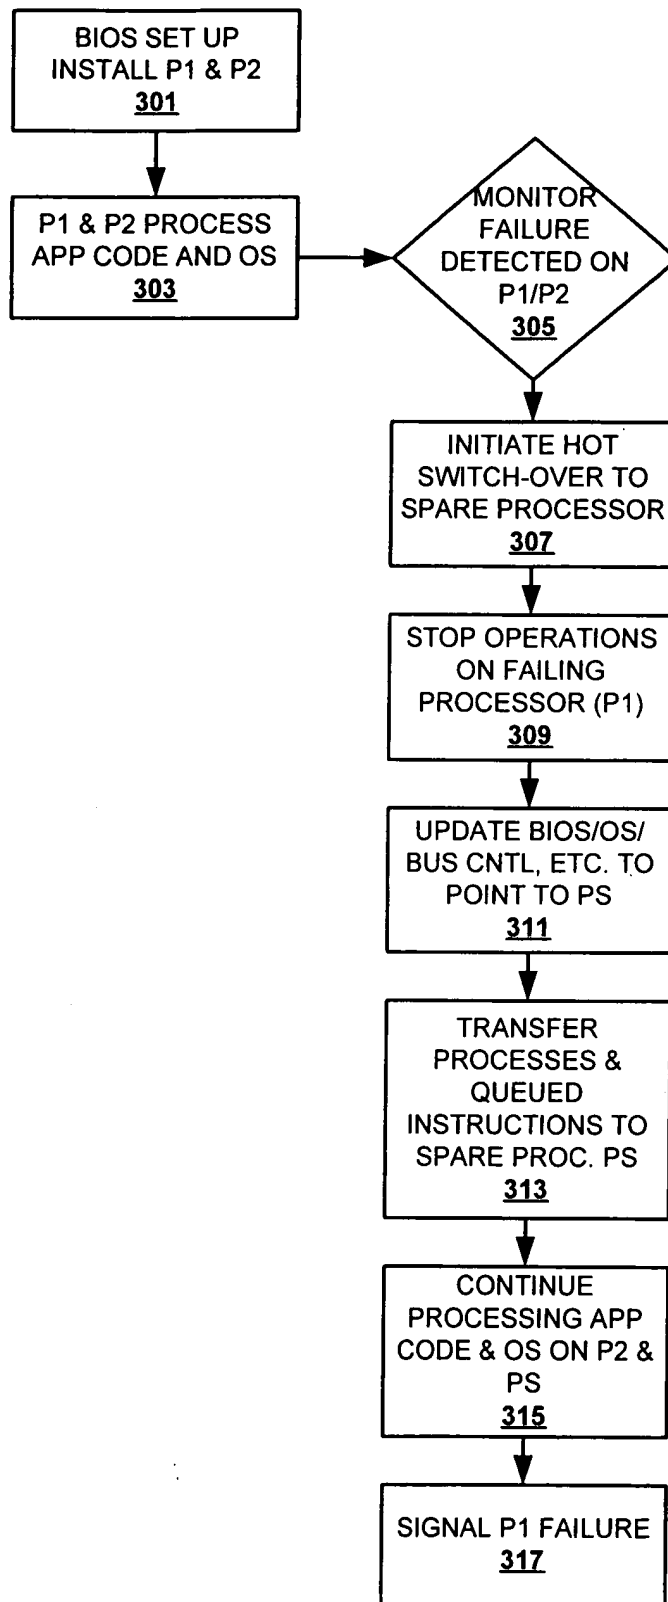 BIOS SET UP
INSTALL P1 & P2
301
P1 & P2 PROCESS
APP CODE AND OS
303
MONITOR
FAILURE
DETECTED ON
P1/P2
305
INITIATE HOT
SWITCH-OVER TO
SPARE PROCESSOR
307
STOP OPERATIONS
ON FAILING
PROCESSOR (P1)
309
UPDATE BIOS/OS/
BUS CNTL, ETC. TO
POINT TO PS
311
TRANSFER
PROCESSES &
QUEUED
INSTRUCTIONS TO
SPARE PROC. PS
313
CONTINUE
PROCESSING APP
CODE & OS ON P2 &
PS
315
SIGNAL P1 FAILURE
317